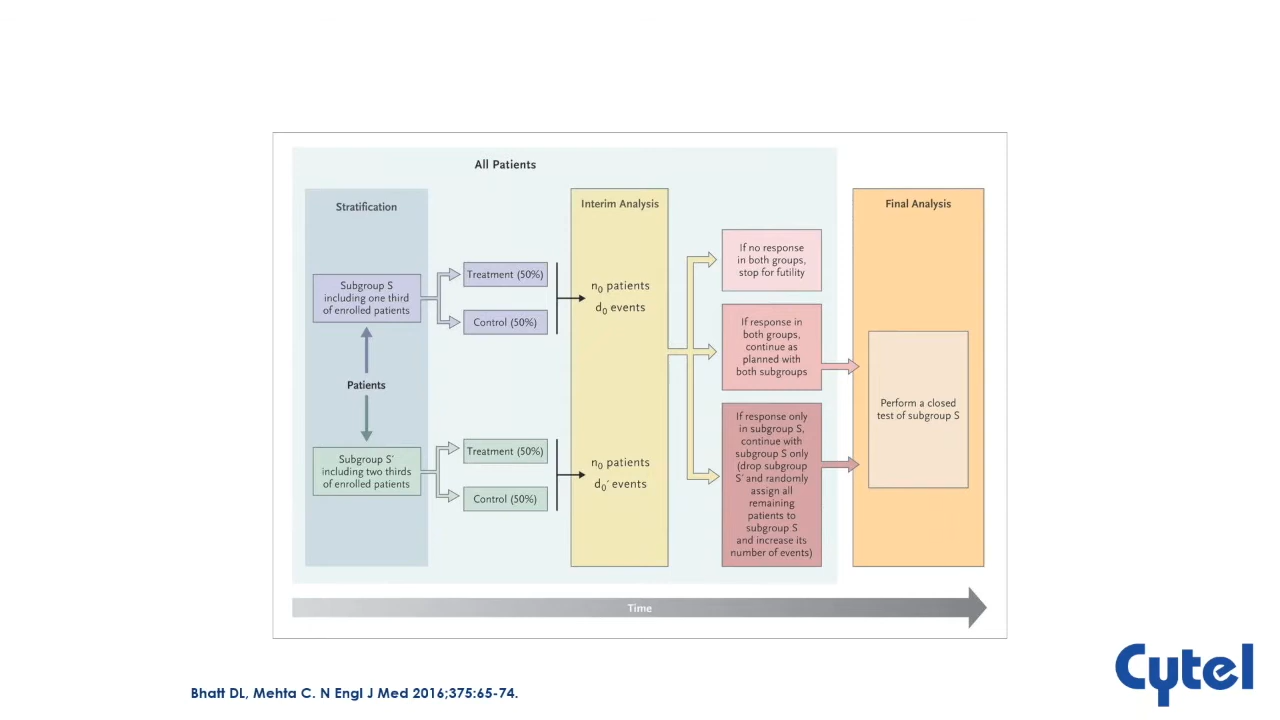 All Patients
Stratification
Subgroup S
including one third
of enrolled patients
Patients
Subgroup S´
including two thirds
of enrolled patients
Treatment (50%)
Control (50%)
Treatment (50%)
Control (50%)
Interim Analysis
n0 patients
d0 events
n0 patients
d0´ events
If no response
in both groups,
stop for futility
If response in
both groups,
continue as
planned with
both subgroups
If response only
in subgroup S,
continue with
subgroup S only
(drop subgroup
S´ and randomly
assign all
remaining
patients to
subgroup S
and increase its
number of events)
Final Analysis
Perform a closed
test of subgroup S
Time
Bhatt DL, Mehta C. N Engl J Med 2016;375:65-74.
Cytel